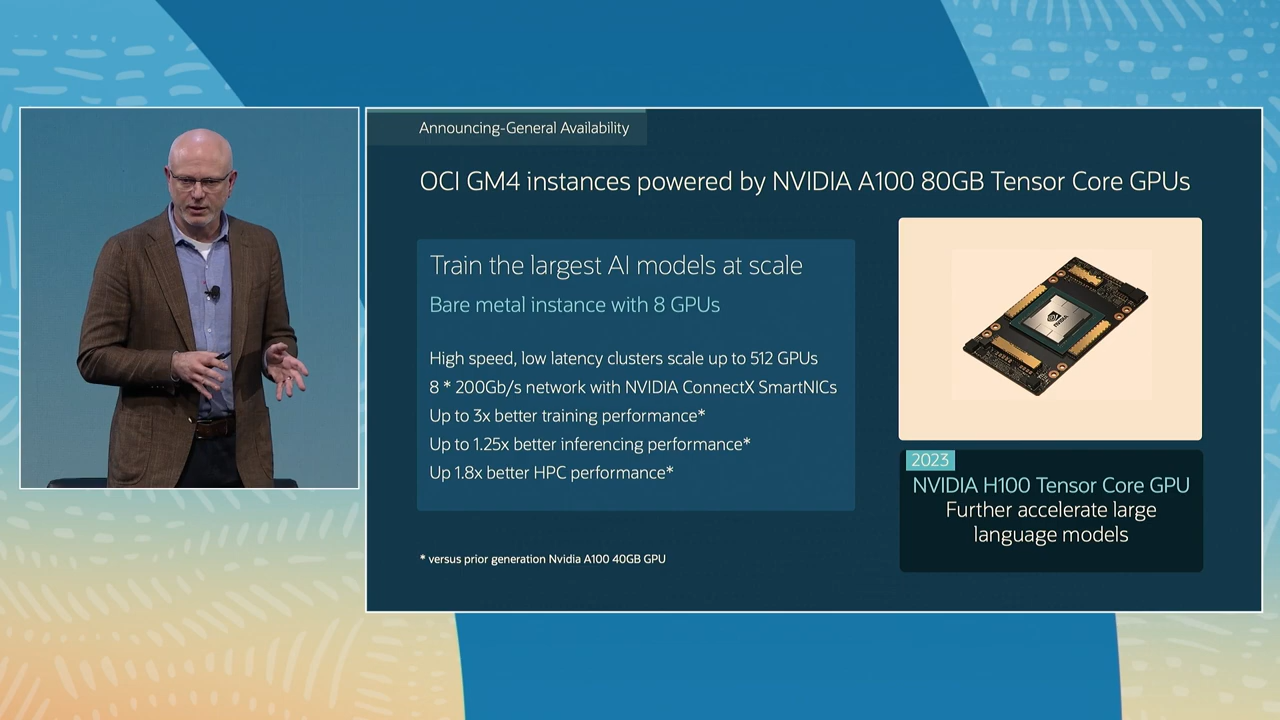 Announcing-General Availability
OCI GM4 instances powered by NVIDIA A100 80GB Tensor Core GPUs
Train the largest AI models at scale
Bare metal instance with 8 GPUs
High speed, low latency clusters scale up to 512 GPUs
8 * 200Gb/s network with NVIDIA ConnectX SmartNICs
Up to 3x better training performance*
Up to 1.25x better inferencing performance*
Up 1.8x better HPC performance*
* versus prior generation Nvidia A100 40GB GPU
NVIDIA
2023
NVIDIA H100 Tensor Core GPU
Further accelerate large
language models